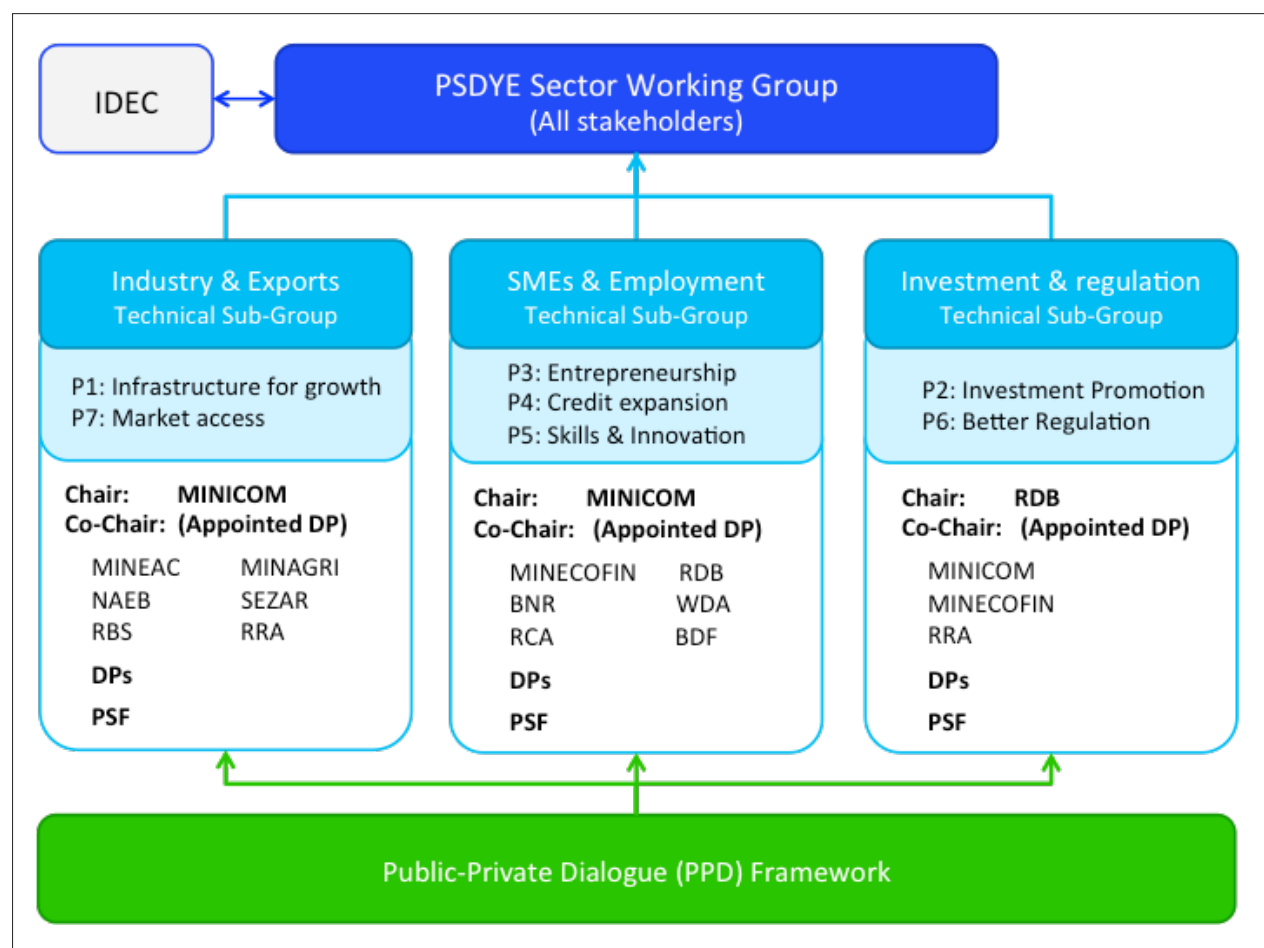 IDEC
PSDYE Sector Working Group
(All stakeholders)
Industry & Exports
Technical Sub-Group
P1: Infrastructure for growth
P7: Market access
Chair: MINICOM
Co-Chair: (Appointed DP)
MINEAC MINAGRI
NAEB SEZAR
RBS RRA
DPs
PSF
SMEs & Employment
Technical Sub-Group
P3: Entrepreneurship
P4: Credit expansion
P5: Skills & Innovation
Chair: MINICOM
Co-Chair: (Appointed DP)
MINECOFIN RDB
BNR WDA
RCA BDF
DPs
PSF
Investment & regulation
Technical Sub-Group
P2: Investment Promotion
P6: Better Regulation
Chair: RDB
Co-Chair: (Appointed DP)
MINICOM
MINECOFIN
RRA
DPs
PSF
Public-Private Dialogue (PPD) Framework